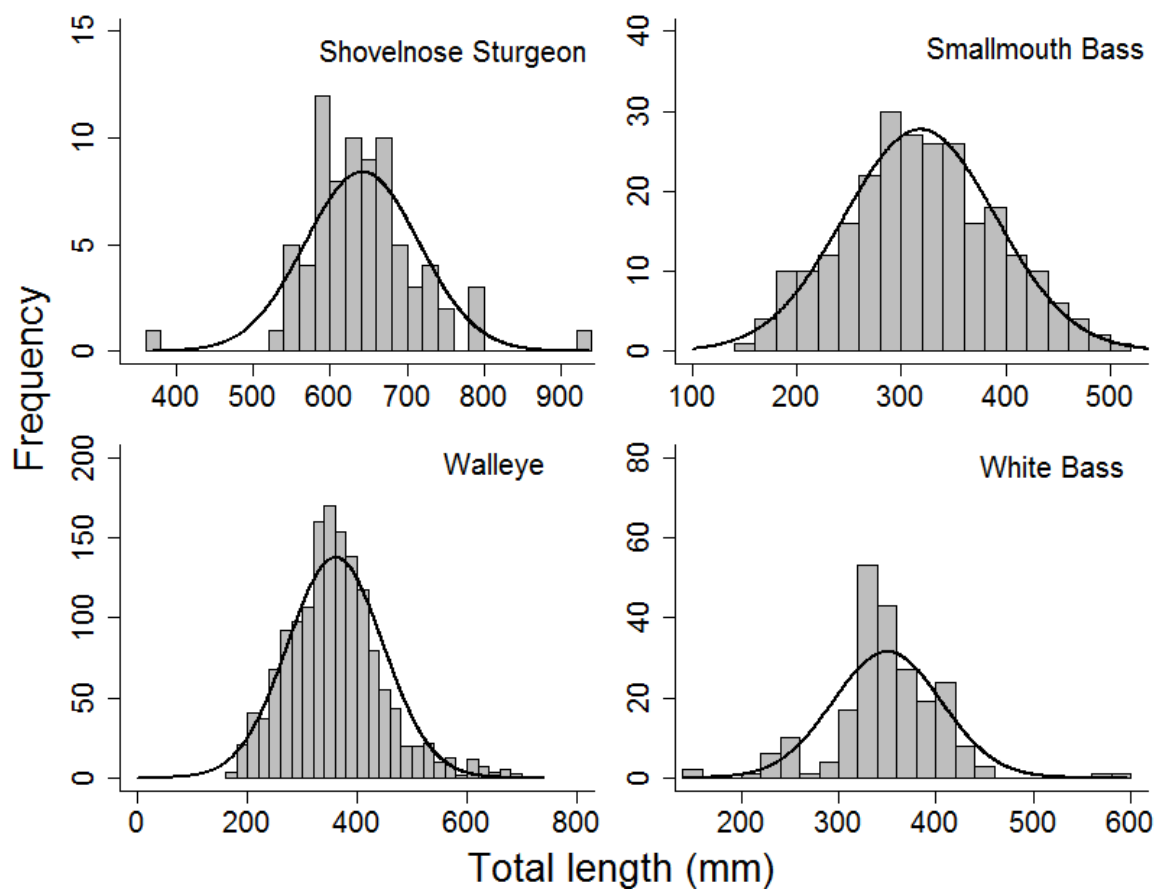 Frequency
Shovelnose Sturgeon
15
10
5
0
400 500 600 700 800 900
Smallmouth Bass
40
30
20
10
0
100 200 300 400 500
Walleye
200
150
100
50
0
0 200 400 600 800
White Bass
80
60
40
20
0
200 300 400 500 600
Total length (mm)